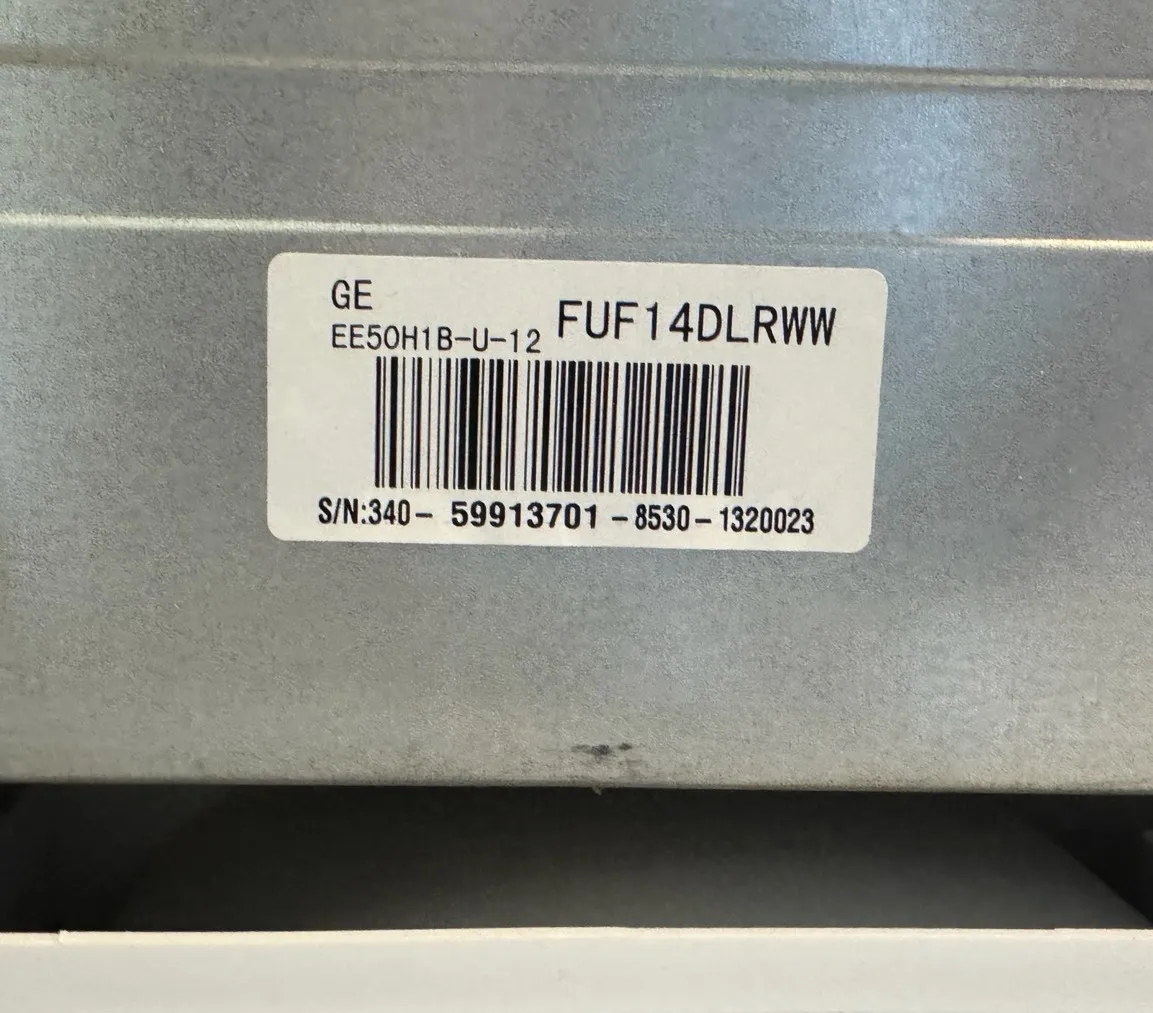 GE
EE50H1B-U-12 FUF14DLRWW
S/N:340- 59913701 -8530-1320023